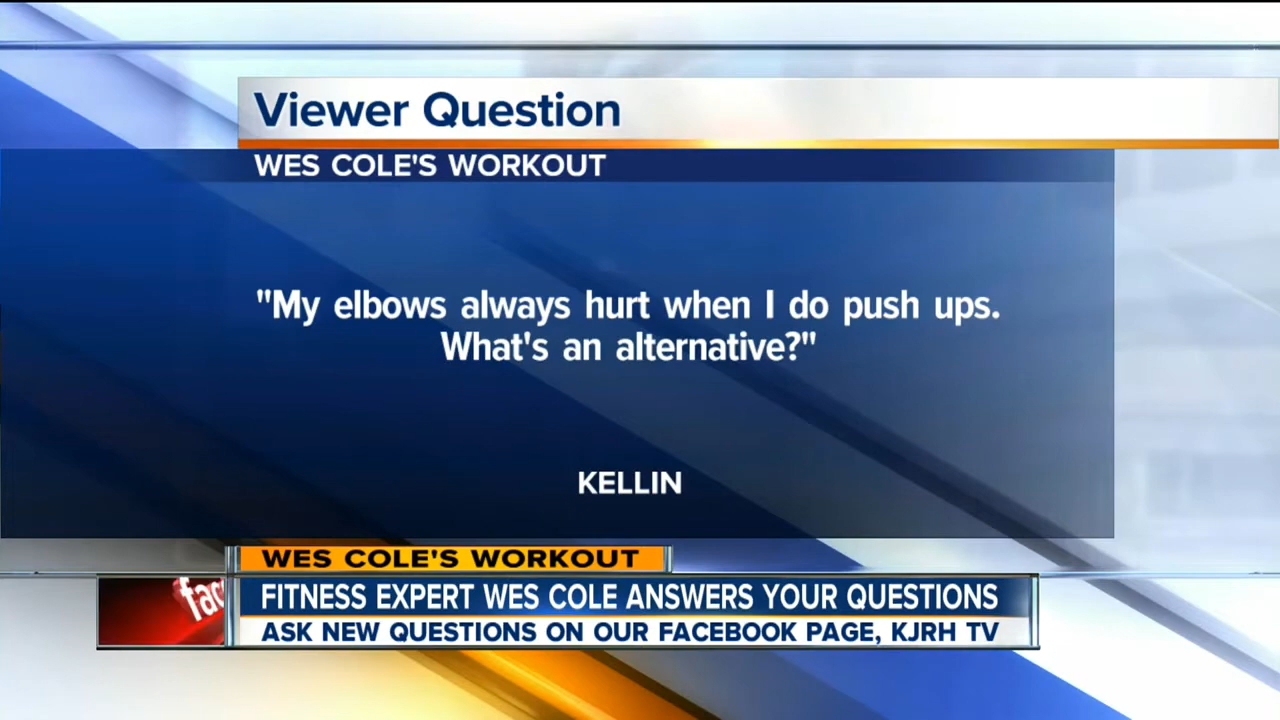 Viewer Question
WES COLE'S WORKOUT
"My elbows always hurt when I do push ups.
What's an alternative?"
KELLIN
WES COLE'S WORKOUT
fac
FITNESS EXPERT WES COLE ANSWERS YOUR QUESTIONS
ASK NEW QUESTIONS ON OUR FACEBOOK PAGE, KJRH TV